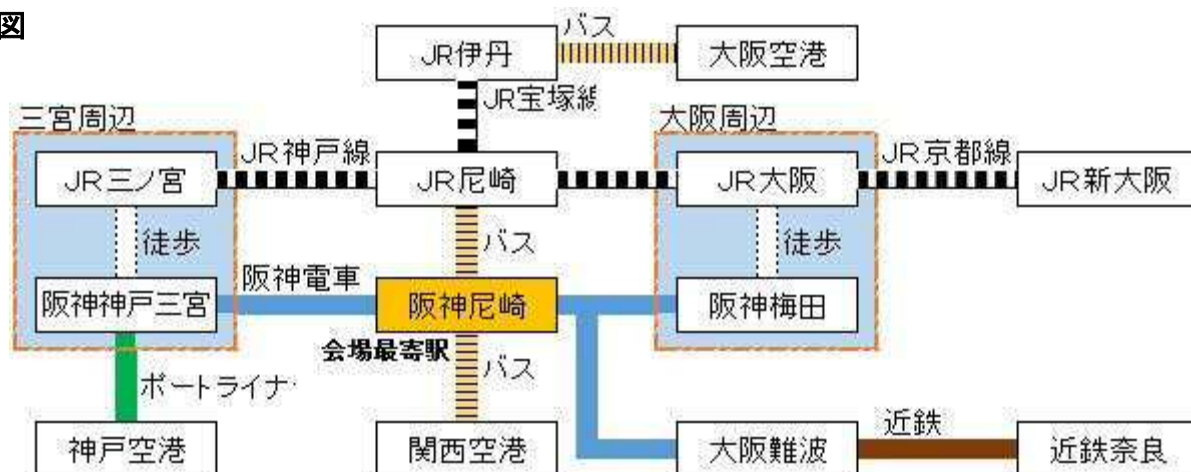 図
バス
JR伊丹
大阪空港
JR宝塚線
三宮周辺
大阪周辺
JR神戸線
JR京都線
JR三ノ宮
JR尼崎
JR大阪
JR新大阪
徒歩
バス
徒歩
阪神電車
阪神神戸三宮
阪神尼崎
阪神梅田
会場最寄駅
バス
ポートライナ
近鉄
神戸空港
関西空港
大阪難波
近鉄奈良